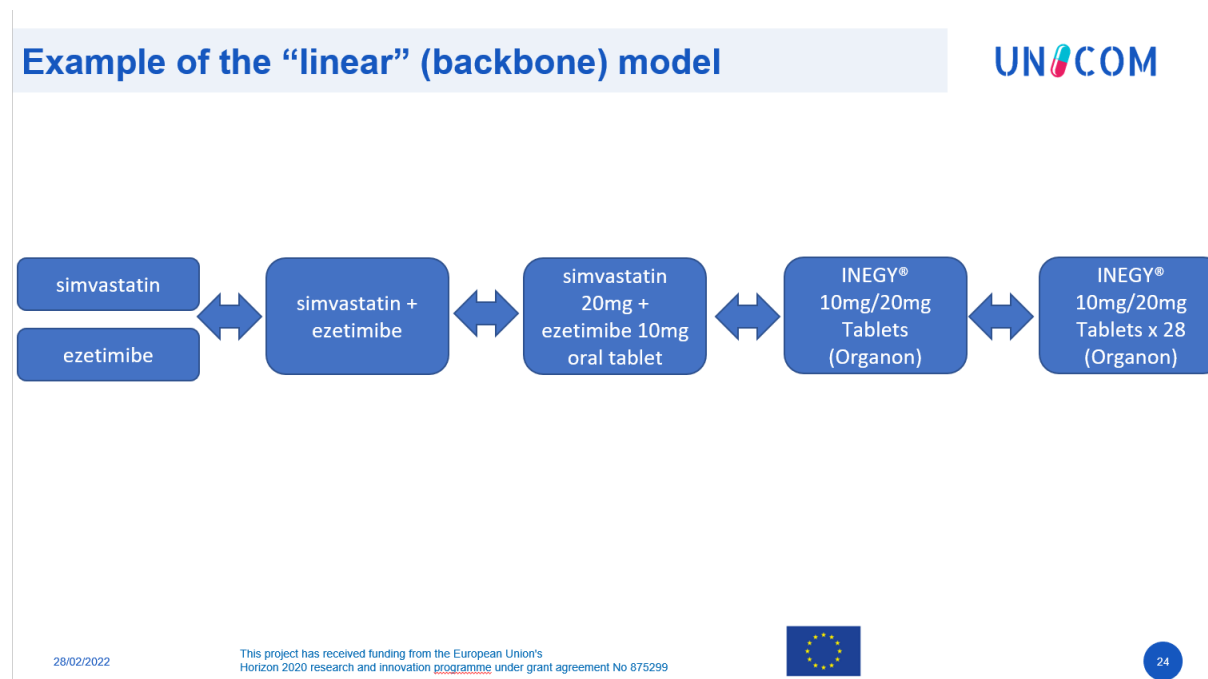 Example of the “linear” (backbone) model
UNICOM
simvastatin
ezetimibe
simvastatin +
ezetimibe
simvastatin
20mg +
ezetimibe 10mg
oral tablet
INEGY®
10mg/20mg
Tablets
(Organon)
INEGY®
10mg/20mg
Tablets x 28
(Organon)
28/02/2022
This project has received funding from the European Union's
Horizon 2020 research and innovation programme under grant agreement No 875299
24